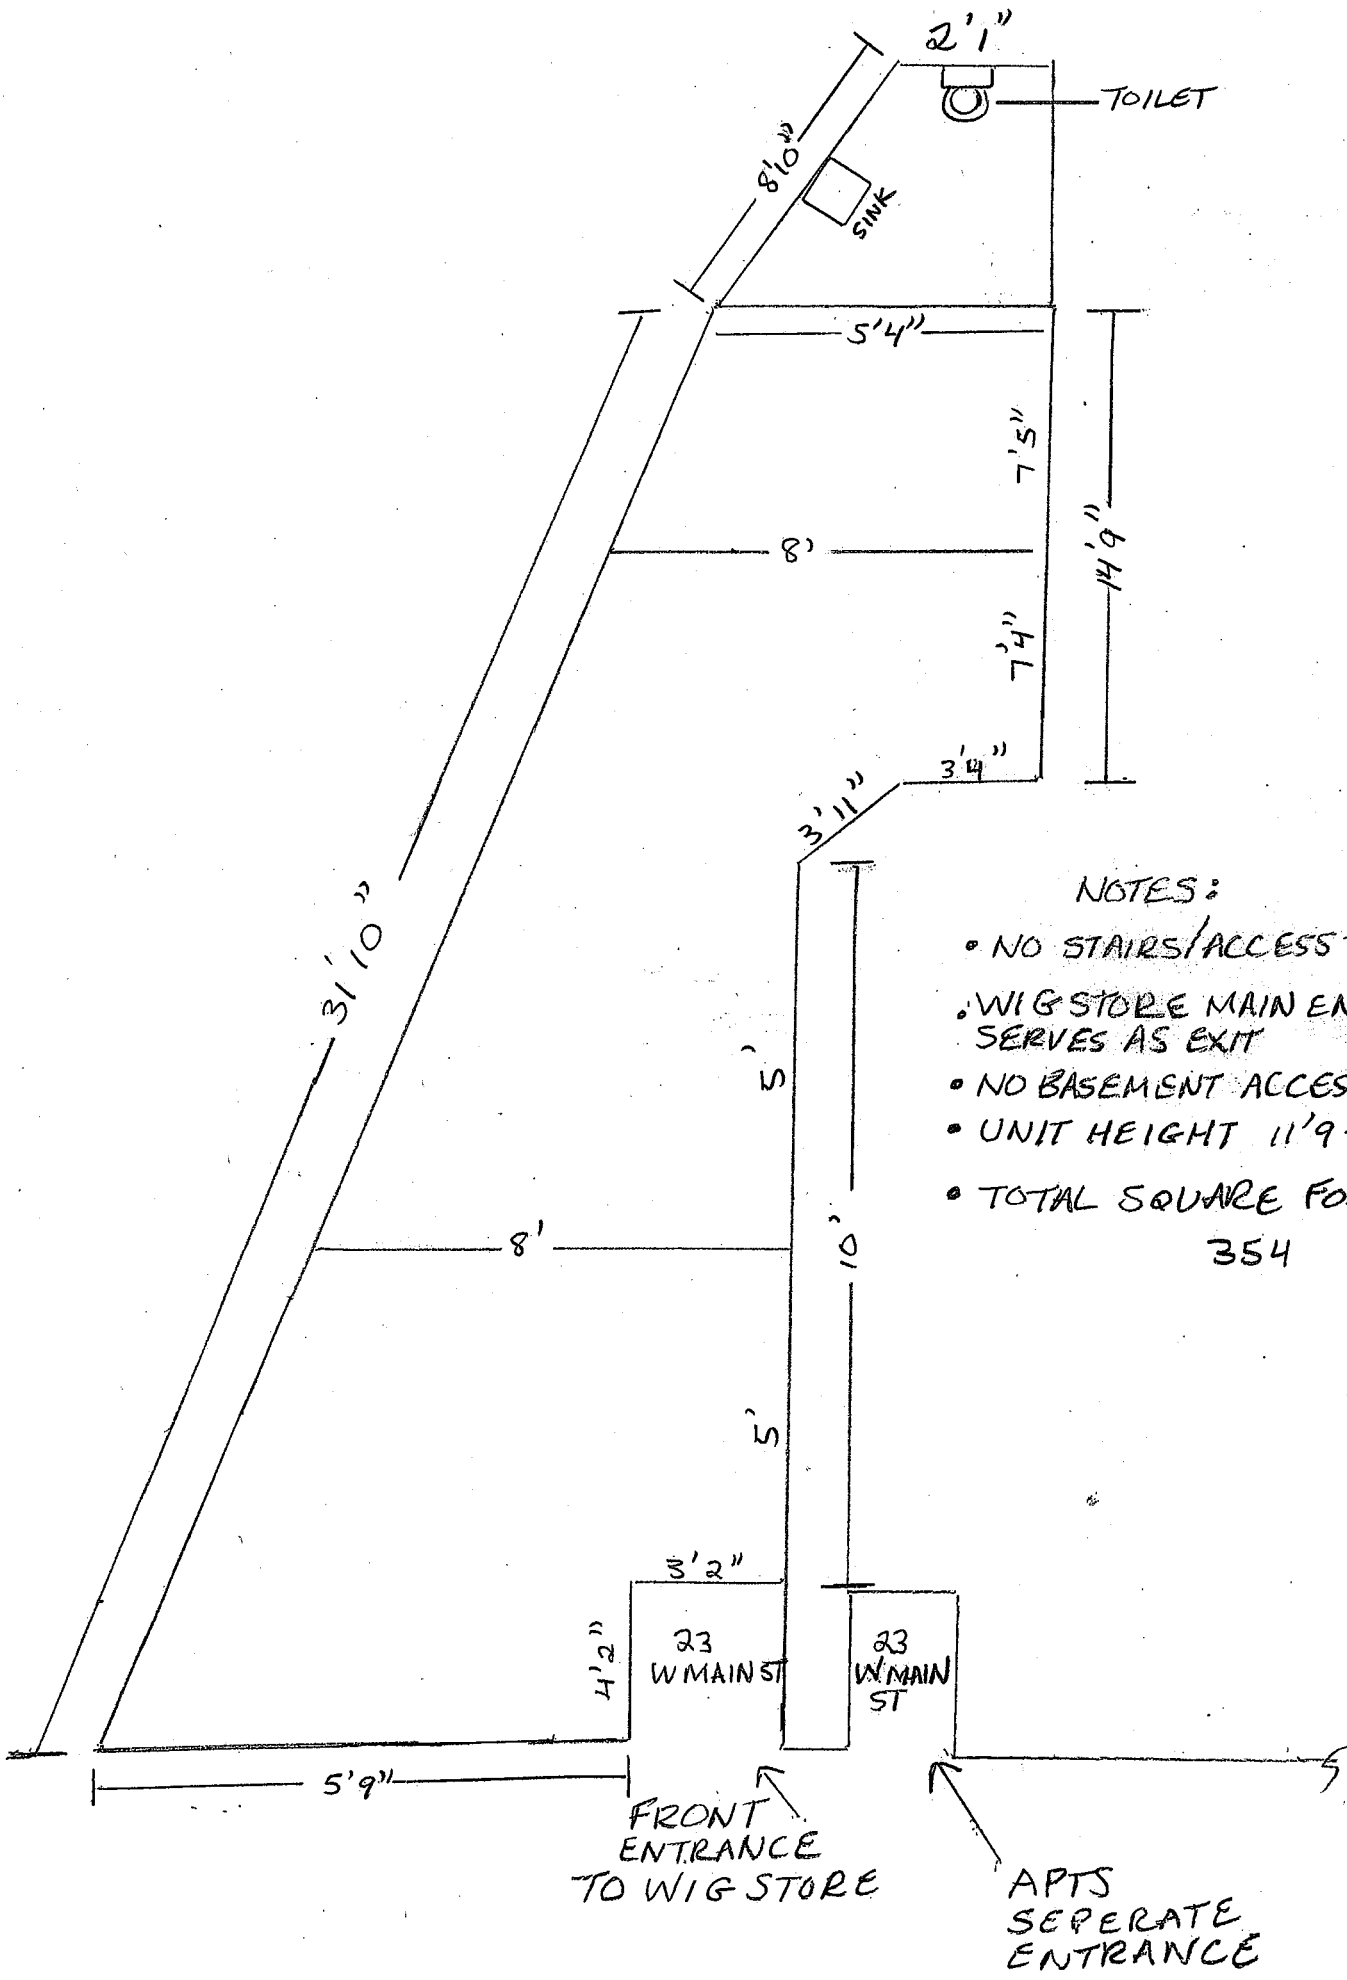 2'1"
TOILET
8'10"
SINK
5'4"
7'5"
8'
14'9"
7'4"
3'4"
3'11"
NOTES:
• NO STAIRS/ACCESS
31'10"
• WIG STORE MAIN EN
SERVES AS EXIT
5'
• NO BASEMENT ACCES
• UNIT HEIGHT 11'9
• TOTAL SQUARE FO
354
8'
10'
5'
3'2"
4'2"
23
W MAIN ST
23
W MAIN
ST
5'9"
FRONT
ENTRANCE
TO WIG STORE
APTS
SEPERATE
ENTRANCE